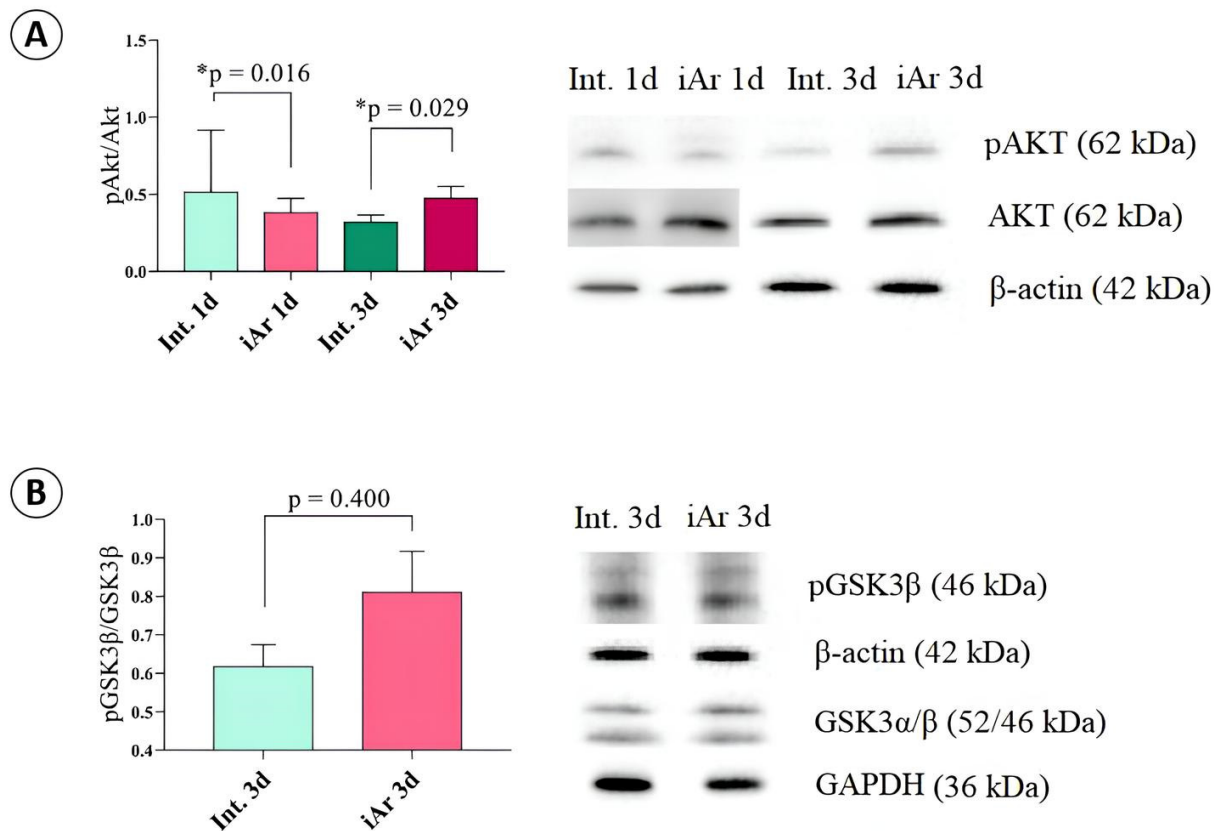 A
pAkt/Akt
1.5
1.0
0.5
0.0
*p = 0.016
*p = 0.029
Int. 1d
iAr 1d
Int. 3d
iAr 3d
Int. 1d iAr 1d Int. 3d iAr 3d
pAKT (62 kDa)
AKT (62 kDa)
β-actin (42 kDa)
B
pGSK3β/GSK3β
1.0
0.9
0.8
0.7
0.6
0.5
0.4
p = 0.400
Int. 3d
iAr 3d
Int. 3d iAr 3d
pGSK3β (46 kDa)
β-actin (42 kDa)
GSK3α/β (52/46 kDa)
GAPDH (36 kDa)